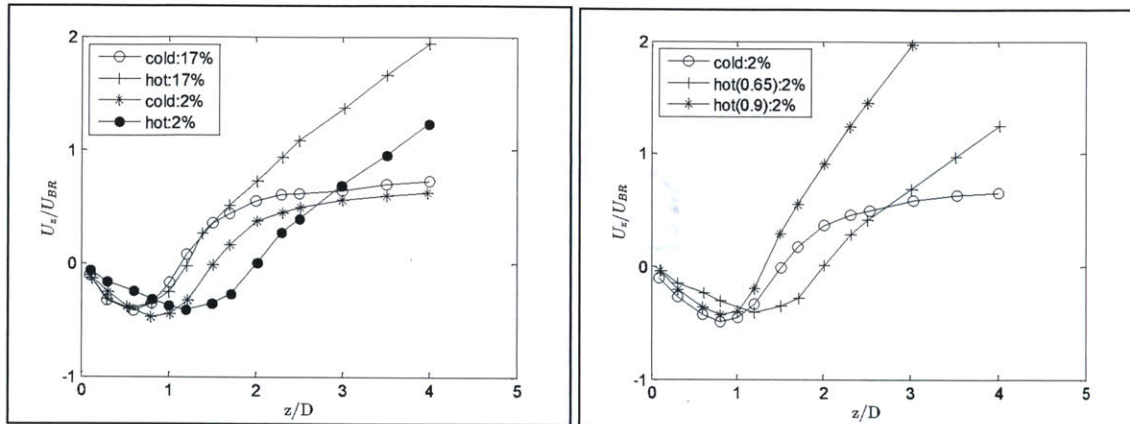 2
cold:17%
hot:17%
cold:2%
hot:2%
1
0
-1
U_z/U_BR
0 1 2 3 4 5
z/D
2
cold:2%
hot(0.65):2%
hot(0.9):2%
1
0
-1
U_z/U_BR
0 1 2 3 4 5
z/D